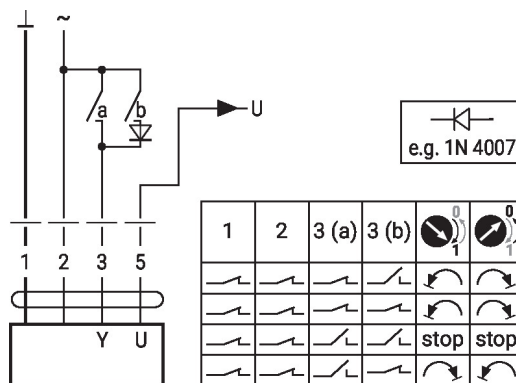 ⊥ ~
a b
U
e.g. 1N 4007
1 2 3 5
Y U
1 2 3 (a) 3 (b) 0 1 0 1
stop stop